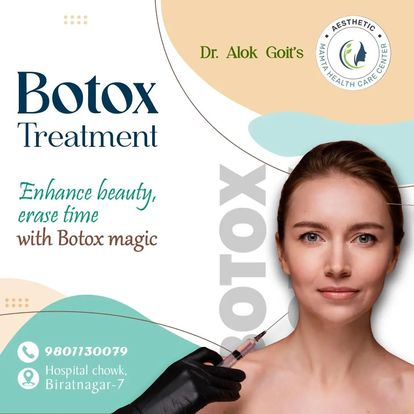 Dr. Alok Goit's
AESTHETIC
MAMTA HEALTH CARE CENTER
Botox
Treatment
Enhance beauty,
erase time
with Botox magic
BOTOX
9801130079
Hospital chowk,
Biratnagar-7